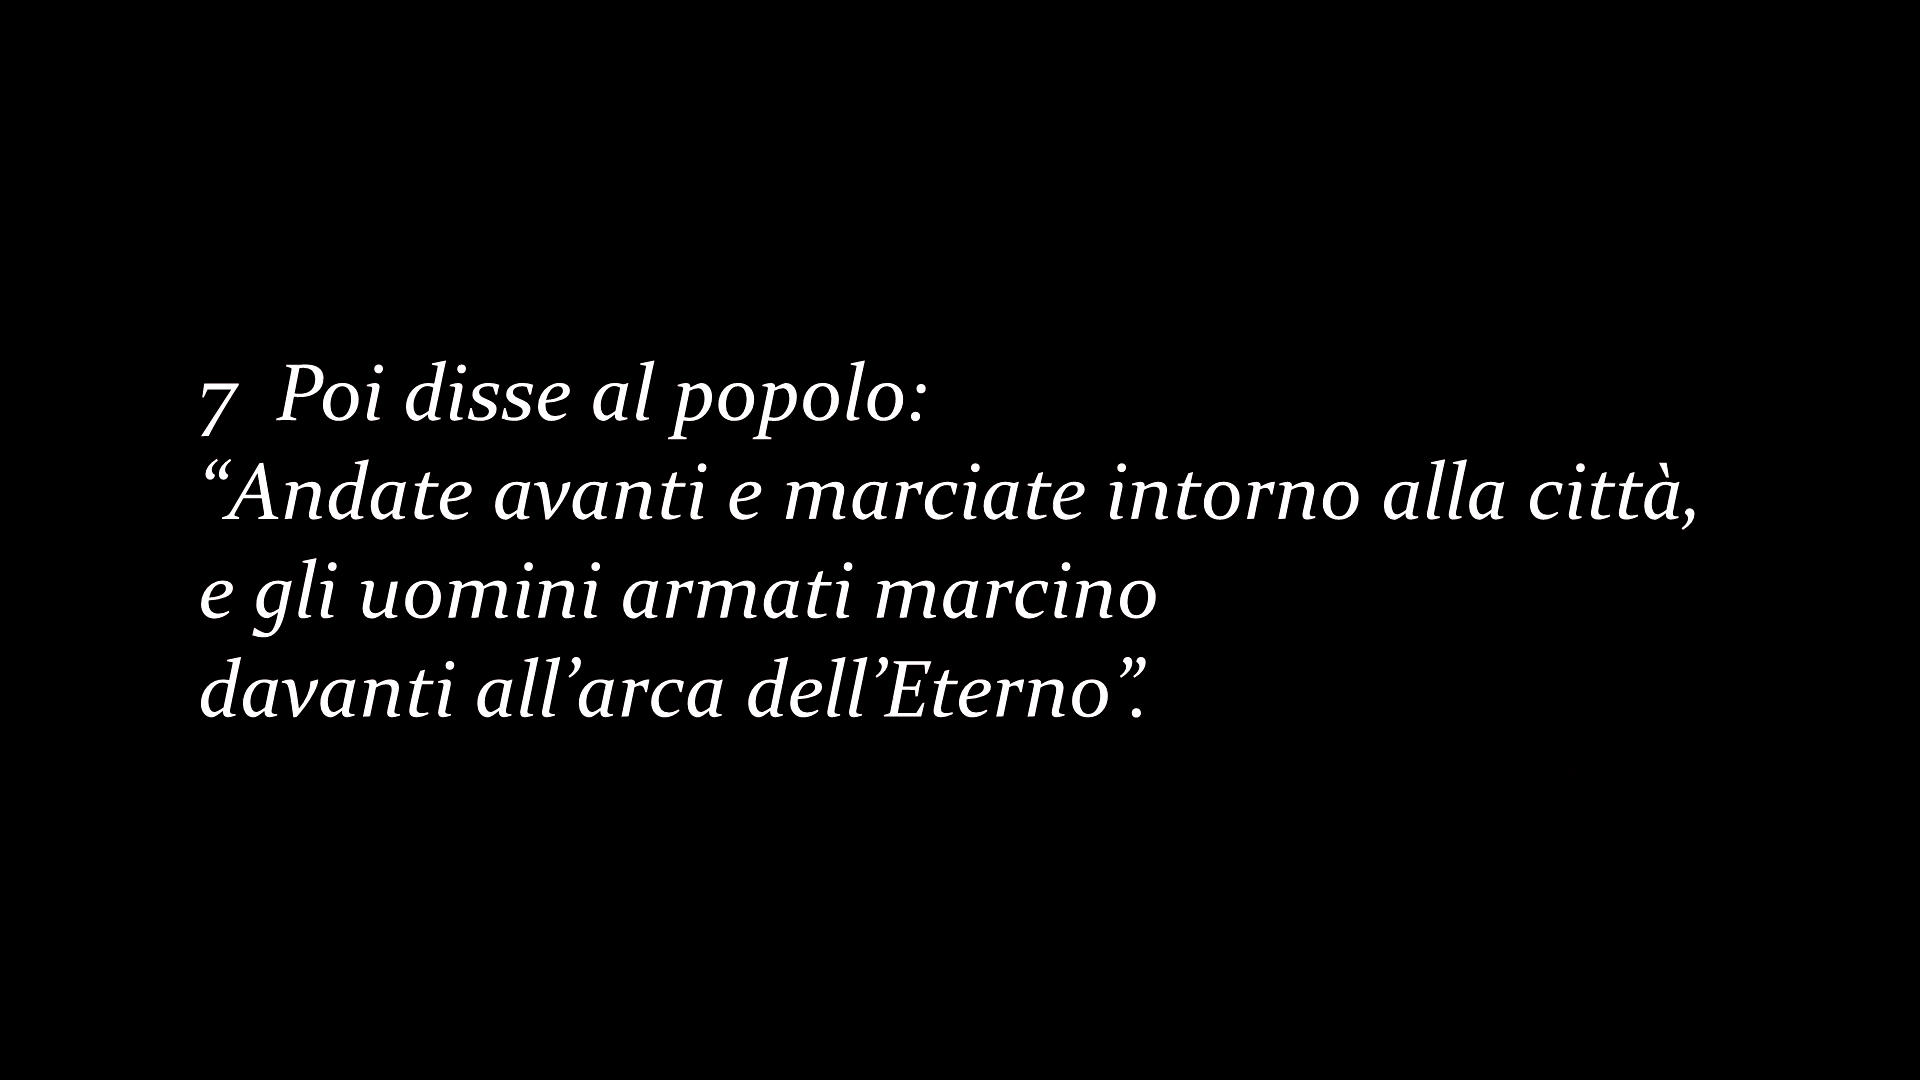 7 Poi disse al popolo:
“Andate avanti e marciate intorno alla città,
e gli uomini armati marcino
davanti all’arca dell’Eterno”.